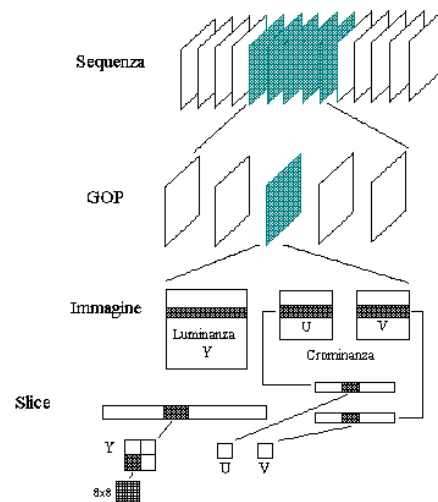 Sequenza
GOP
Immagine
Luminanza
Y
U
V
Crominanza
Slice
Y
U
V
8x8